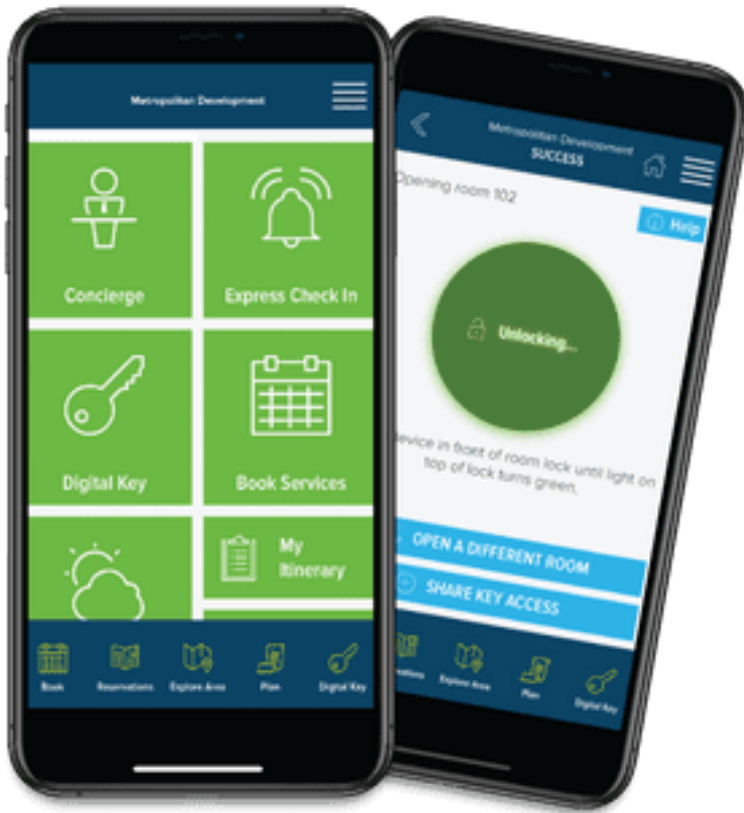 Metropolitan Development
Concierge
Express Check In
Digital Key
Book Services
My
Itinerary
Book
Reservations
Explore Area
Plan
Digital Key
Metropolitan Development
SUCCESS
Opening room 102
Help
Unlocking...
device in front of room lock until light on
top of lock turns green.
OPEN A DIFFERENT ROOM
SHARE KEY ACCESS
Explore Area
Plan
Digital Key